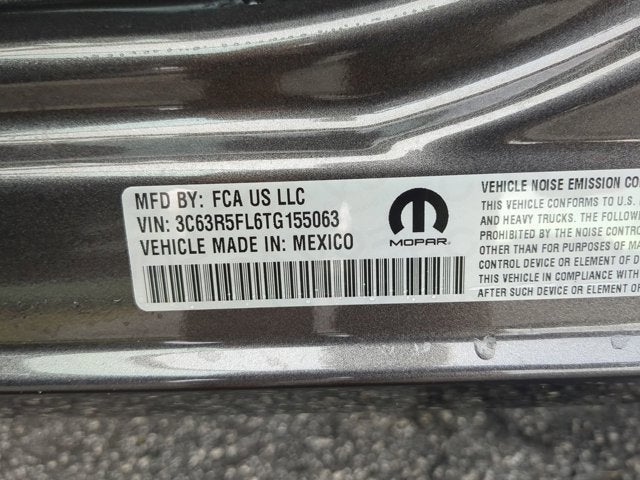 MFD BY: FCA US LLC
VIN: 3C63R5FL6TG155063
VEHICLE MADE IN: MEXICO
MOPAR
VEHICLE NOISE EMISSION CO
THIS VEHICLE CONFORMS TO U.S.
AND HEAVY TRUCKS. THE FOLLOW
PROHIBITED BY THE NOISE CONTRO
OTHER THAN FOR PURPOSES OF MA
CONTROL DEVICE OR ELEMENT OF D
THIS VEHICLE IN COMPLIANCE WITH
AFTER SUCH DEVICE OR ELEMENT OF